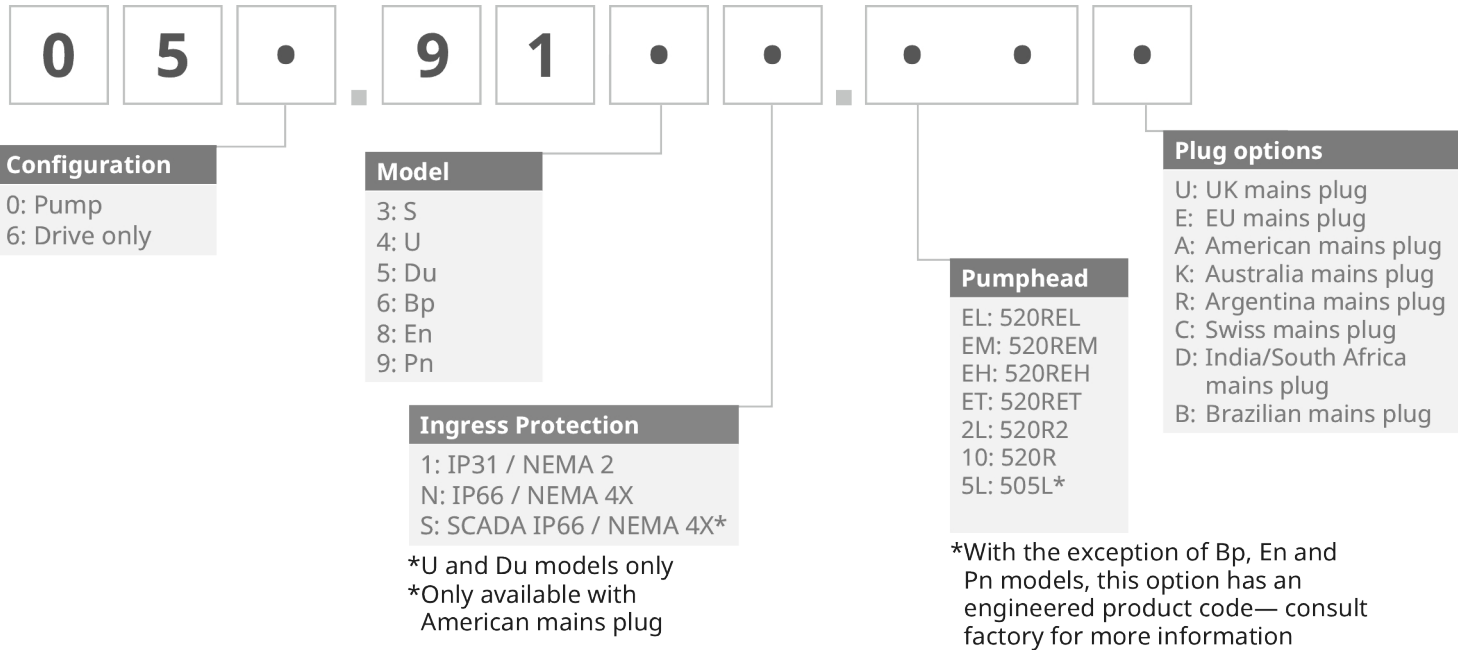 0 5 • . 9 1 • • . • • •
Configuration
0: Pump
6: Drive only
Model
3: S
4: U
5: Du
6: Bp
8: En
9: Pn
Ingress Protection
1: IP31 / NEMA 2
N: IP66 / NEMA 4X
S: SCADA IP66 / NEMA 4X*
*U and Du models only
*Only available with
American mains plug
Pumphead
EL: 520REL
EM: 520REM
EH: 520REH
ET: 520RET
2L: 520R2
10: 520R
5L: 505L*
*With the exception of Bp, En and
Pn models, this option has an
engineered product code— consult
factory for more information
Plug options
U: UK mains plug
E: EU mains plug
A: American mains plug
K: Australia mains plug
R: Argentina mains plug
C: Swiss mains plug
D: India/South Africa
mains plug
B: Brazilian mains plug